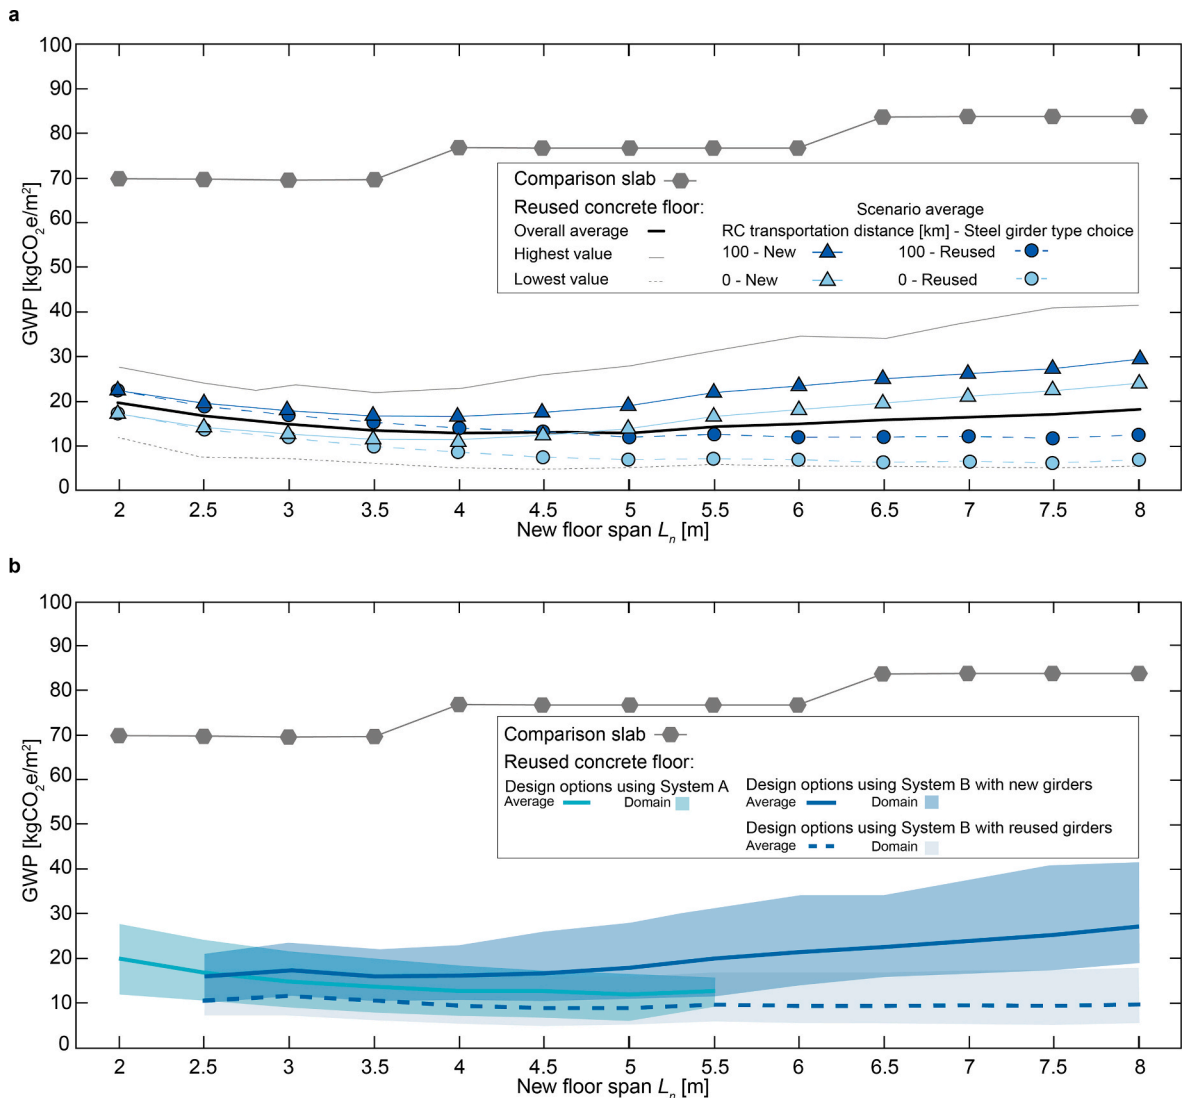 a
100
90
80
70
60
50
40
30
20
10
0
GWP [kgCO2e/m²]
Comparison slab
Reused concrete floor:
Scenario average
Overall average
RC transportation distance [km] - Steel girder type choice
Highest value
100 - New
100 - Reused
Lowest value
0 - New
0 - Reused
2 2.5 3 3.5 4 4.5 5 5.5 6 6.5 7 7.5 8
New floor span Ln [m]
b
100
90
80
70
60
50
40
30
20
10
0
GWP [kgCO2e/m²]
Comparison slab
Reused concrete floor:
Design options using System A
Average Domain
Design options using System B with new girders
Average Domain
Design options using System B with reused girders
Average Domain
2 2.5 3 3.5 4 4.5 5 5.5 6 6.5 7 7.5 8
New floor span Ln [m]